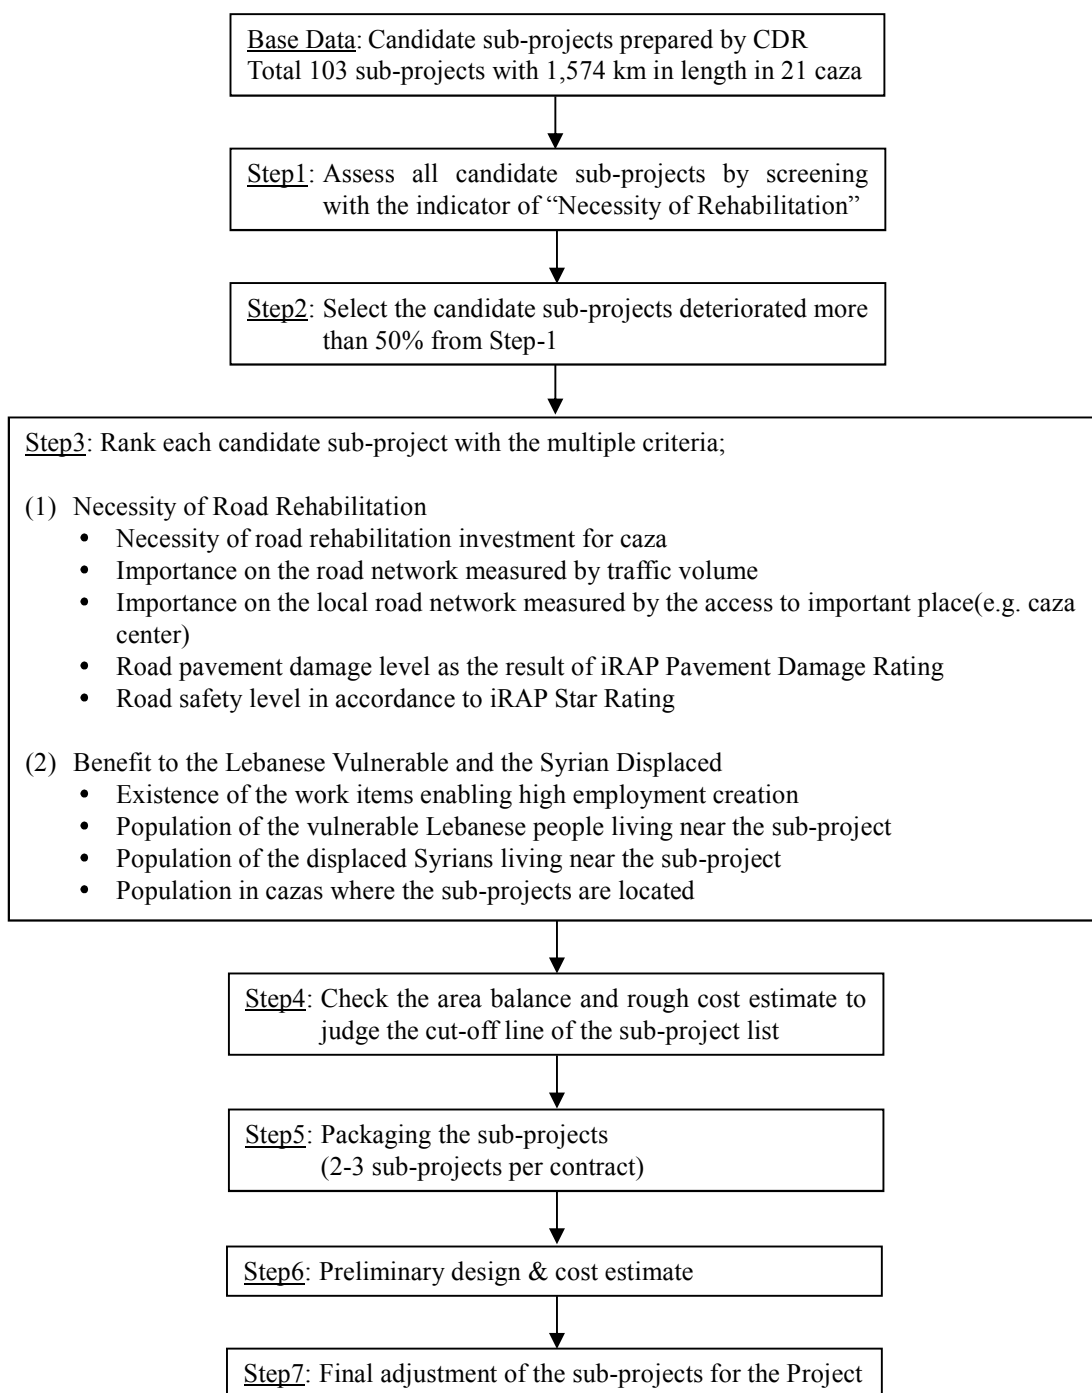 Base Data: Candidate sub-projects prepared by CDR
Total 103 sub-projects with 1,574 km in length in 21 caza
Step1: Assess all candidate sub-projects by screening
with the indicator of “Necessity of Rehabilitation”
Step2: Select the candidate sub-projects deteriorated more
than 50% from Step-1
Step3: Rank each candidate sub-project with the multiple criteria;
(1) Necessity of Road Rehabilitation
• Necessity of road rehabilitation investment for caza
• Importance on the road network measured by traffic volume
• Importance on the local road network measured by the access to important place(e.g. caza
center)
• Road pavement damage level as the result of iRAP Pavement Damage Rating
• Road safety level in accordance to iRAP Star Rating
(2) Benefit to the Lebanese Vulnerable and the Syrian Displaced
• Existence of the work items enabling high employment creation
• Population of the vulnerable Lebanese people living near the sub-project
• Population of the displaced Syrians living near the sub-project
• Population in cazas where the sub-projects are located
Step4: Check the area balance and rough cost estimate to
judge the cut-off line of the sub-project list
Step5: Packaging the sub-projects
(2-3 sub-projects per contract)
Step6: Preliminary design & cost estimate
Step7: Final adjustment of the sub-projects for the Project